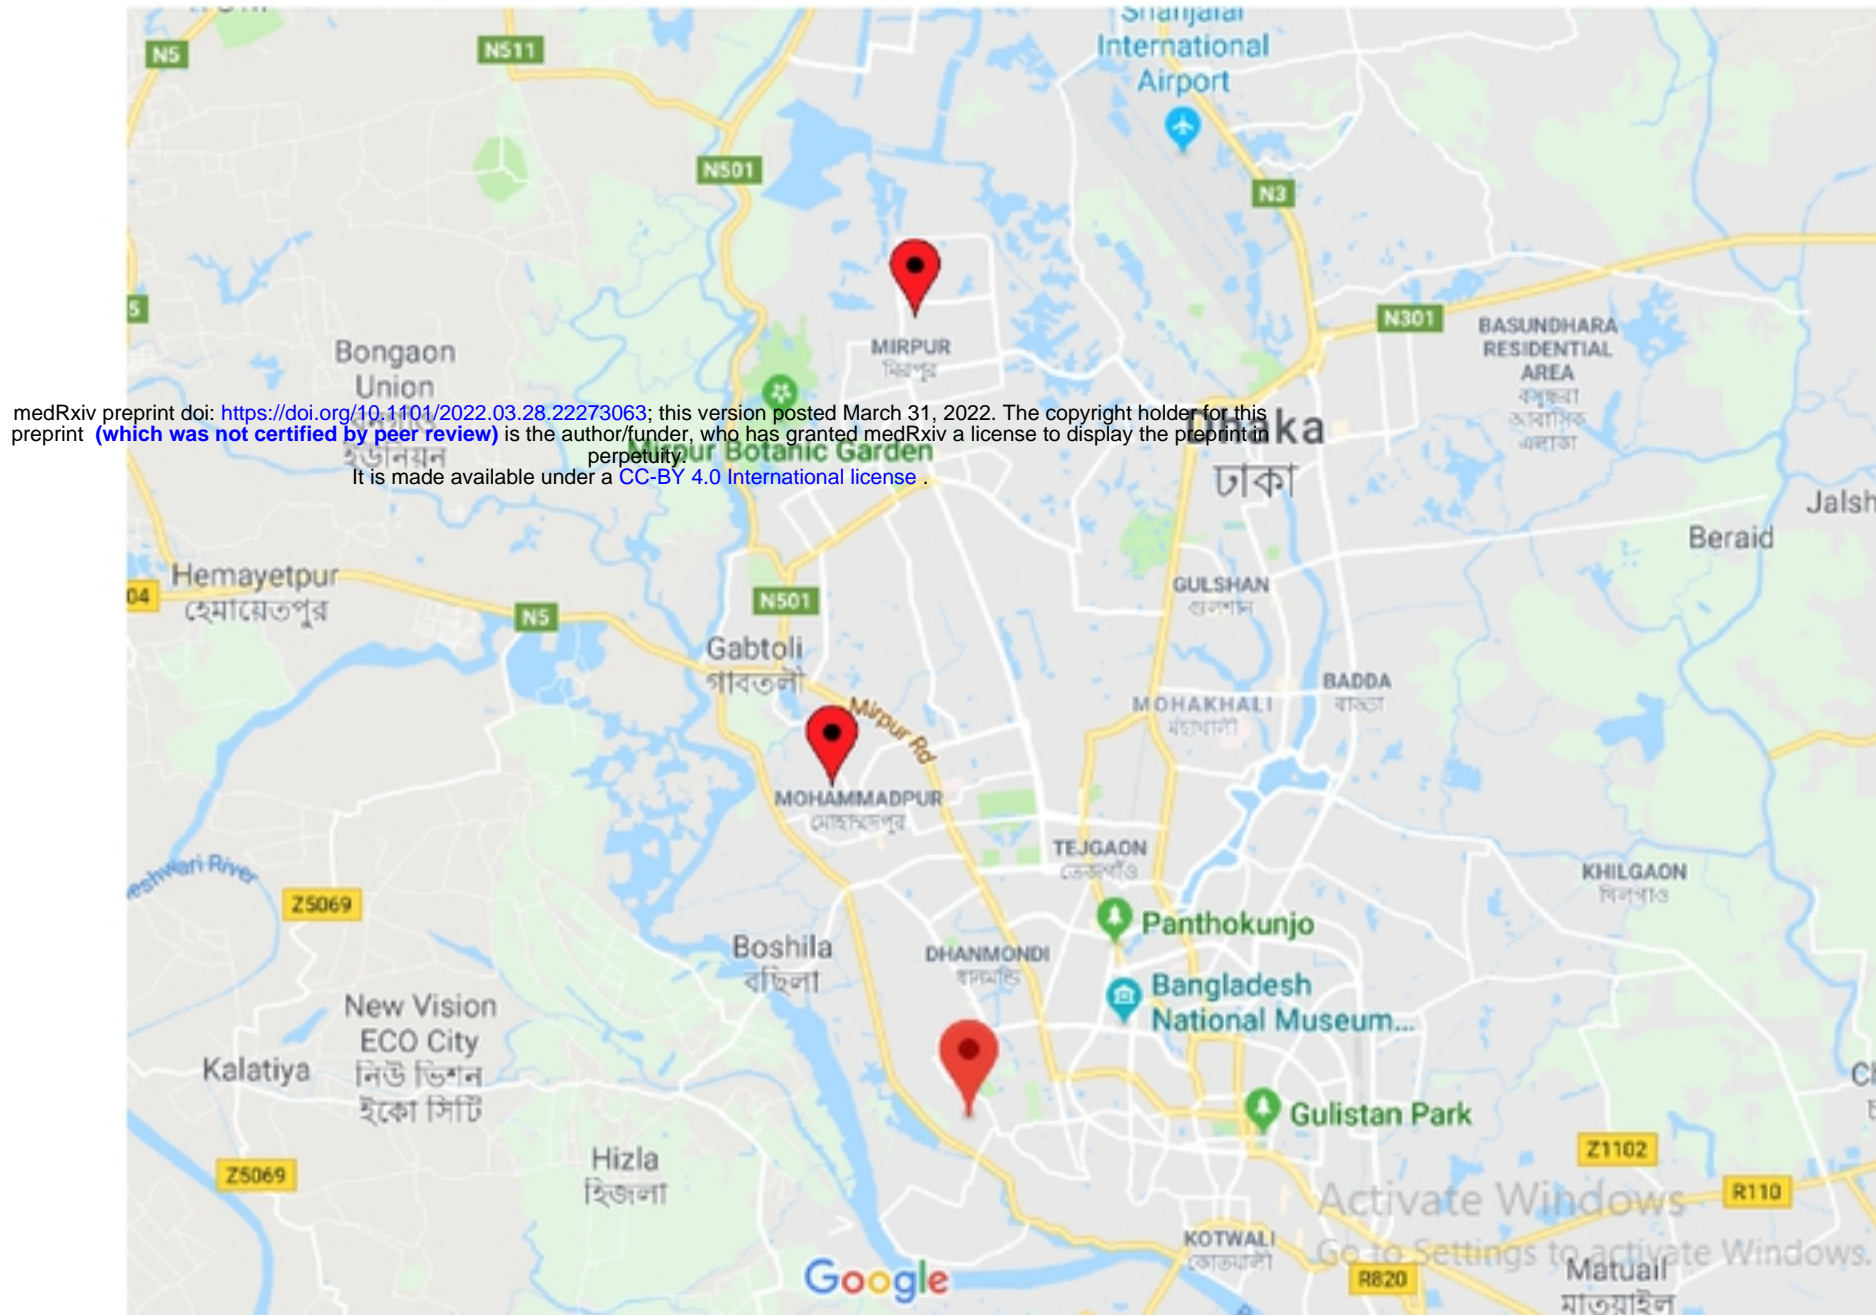 Shahjalal
International
Airport
N5
N511
N501
N3
5
N301
MIRPUR
মিরপুর
BASUNDHARA
RESIDENTIAL
AREA
বসুন্ধরা
আবাসিক
এলাকা
Bongaon
Union
ইউনিয়ন
medRxiv preprint doi: https://doi.org/10.1101/2022.03.28.22273063; this version posted March 31, 2022. The copyright holder for this
preprint (which was not certified by peer review) is the author/funder, who has granted medRxiv a license to display the preprint in
perpetuity.
It is made available under a CC-BY 4.0 International license .
Dhaka
ঢাকা
Mirpur Botanic Garden
Jalsh
Beraid
Hemayetpur
হেমায়েতপুর
04
N5
N501
GULSHAN
গুলশান
Gabtoli
গাবতলী
Mirpur Rd
MOHAKHALI
মহাখালী
BADDA
বাড্ডা
MOHAMMADPUR
মোহাম্মদপুর
TEJGAON
তেজগাঁও
KHILGAON
খিলগাঁও
eshwari River
Z5069
Panthokunjo
Boshila
বছিলা
DHANMONDI
ধানমন্ডি
Bangladesh
National Museum...
New Vision
ECO City
নিউ ভিশন
ইকো সিটি
Kalatiya
Gulistan Park
Hizla
হিজলা
Z5069
Z1102
R110
Activate Windows
Go to Settings to activate Windows.
KOTWALI
কোতয়ালী
Google
R820
Matuail
মাতুয়াইল